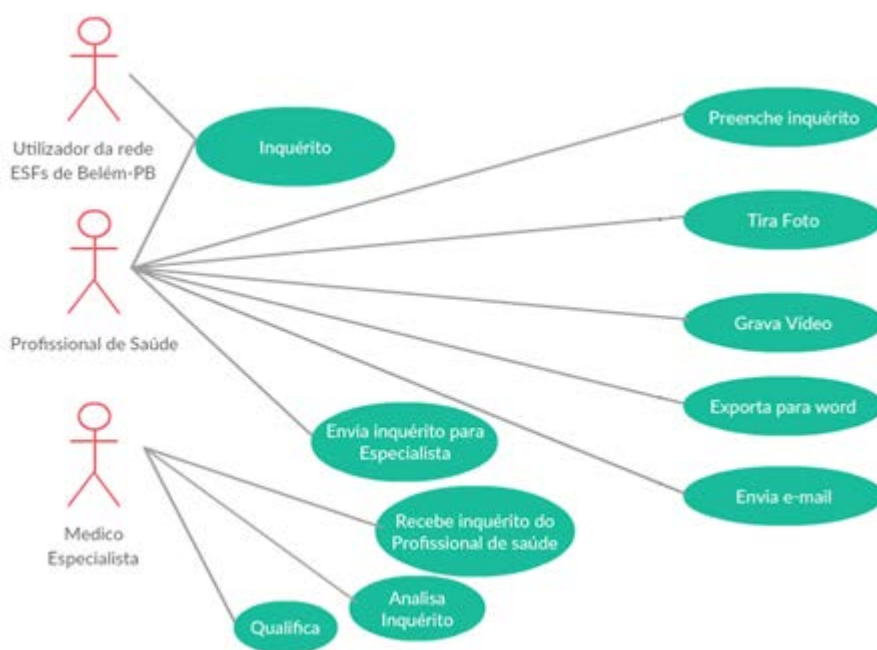 Utilizador da rede
ESFs de Belém-PB
Inquérito
Preenche inquérito
Tira Foto
Profissional de Saúde
Grava Vídeo
Exporta para word
Envia inquérito para
Especialista
Envia e-mail
Medico
Especialista
Recebe inquérito do
Profissional de saúde
Analisa
Inquérito
Qualifica